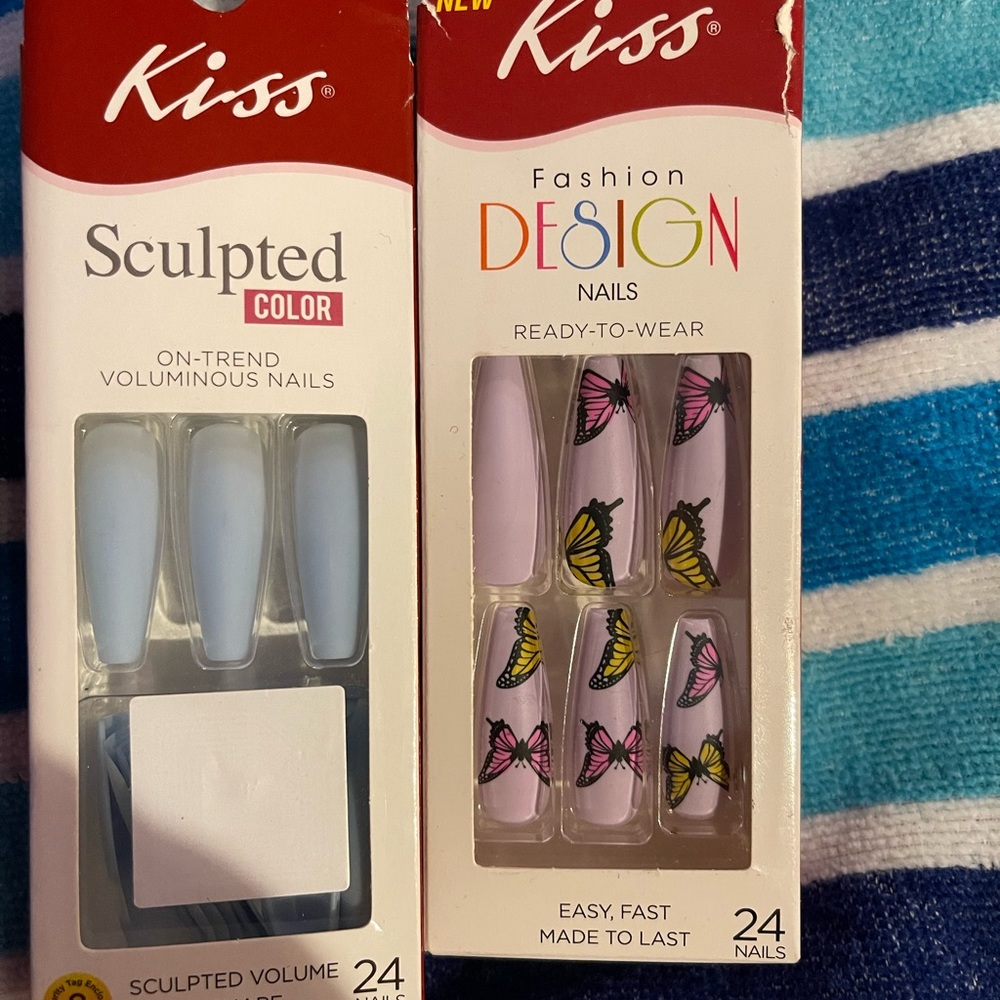 Kiss®
Sculpted
COLOR
ON-TREND
VOLUMINOUS NAILS
SCULPTED VOLUME
24
NAILS
NEW
Kiss®
Fashion
DESIGN
NAILS
READY-TO-WEAR
EASY, FAST
MADE TO LAST
24
NAILS